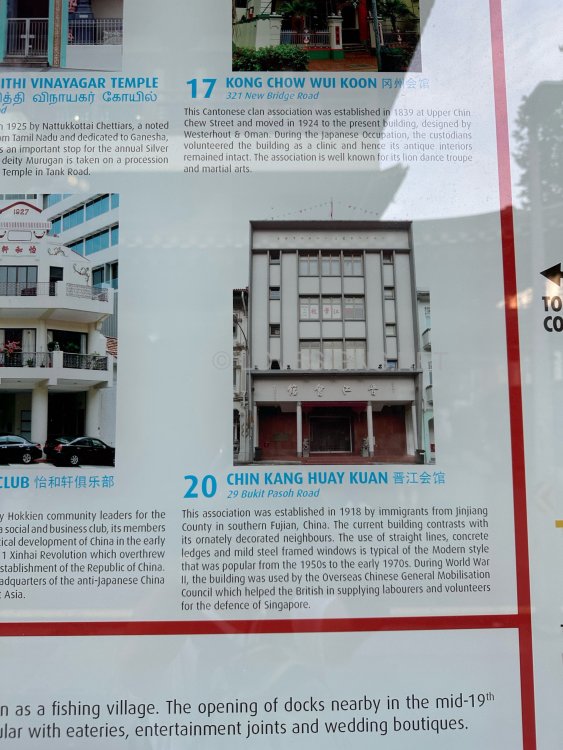 ITHI VINAYAGAR TEMPLE
த்தி விநாயகர் கோயில்
n 1925 by Nattukkottai Chettiars, a noted
m Tamil Nadu and dedicated to Ganesha,
s an important stop for the annual Silver
deity Murugan is taken on a procession
Temple in Tank Road.
17 KONG CHOW WUI KOON 冈州会馆
321 New Bridge Road
This Cantonese clan association was established in 1839 at Upper Chin
Chew Street and moved in 1924 to the present building, designed by
Westerhout & Oman. During the Japanese Occupation, the custodians
volunteered the building as a clinic and hence its antique interiors
remained intact. The association is well known for its lion dance troupe
and martial arts.
1927
軒和怡
CLUB 怡和轩俱乐部
y Hokkien community leaders for the
a social and business club, its members
tical development of China in the early
1 Xinhai Revolution which overthrew
stablishment of the Republic of China.
eadquarters of the anti-Japanese China
t Asia.
館會江晉
20 CHIN KANG HUAY KUAN 晋江会馆
29 Bukit Pasoh Road
This association was established in 1918 by immigrants from Jinjiang
County in southern Fujian, China. The current building contrasts with
its ornately decorated neighbours. The use of straight lines, concrete
ledges and mild steel framed windows is typical of the Modern style
that was popular from the 1950s to the early 1970s. During World War
II, the building was used by the Overseas Chinese General Mobilisation
Council which helped the British in supplying labourers and volunteers
for the defence of Singapore.
TO
CO
n as a fishing village. The opening of docks nearby in the mid-19th
ular with eateries, entertainment joints and wedding boutiques.